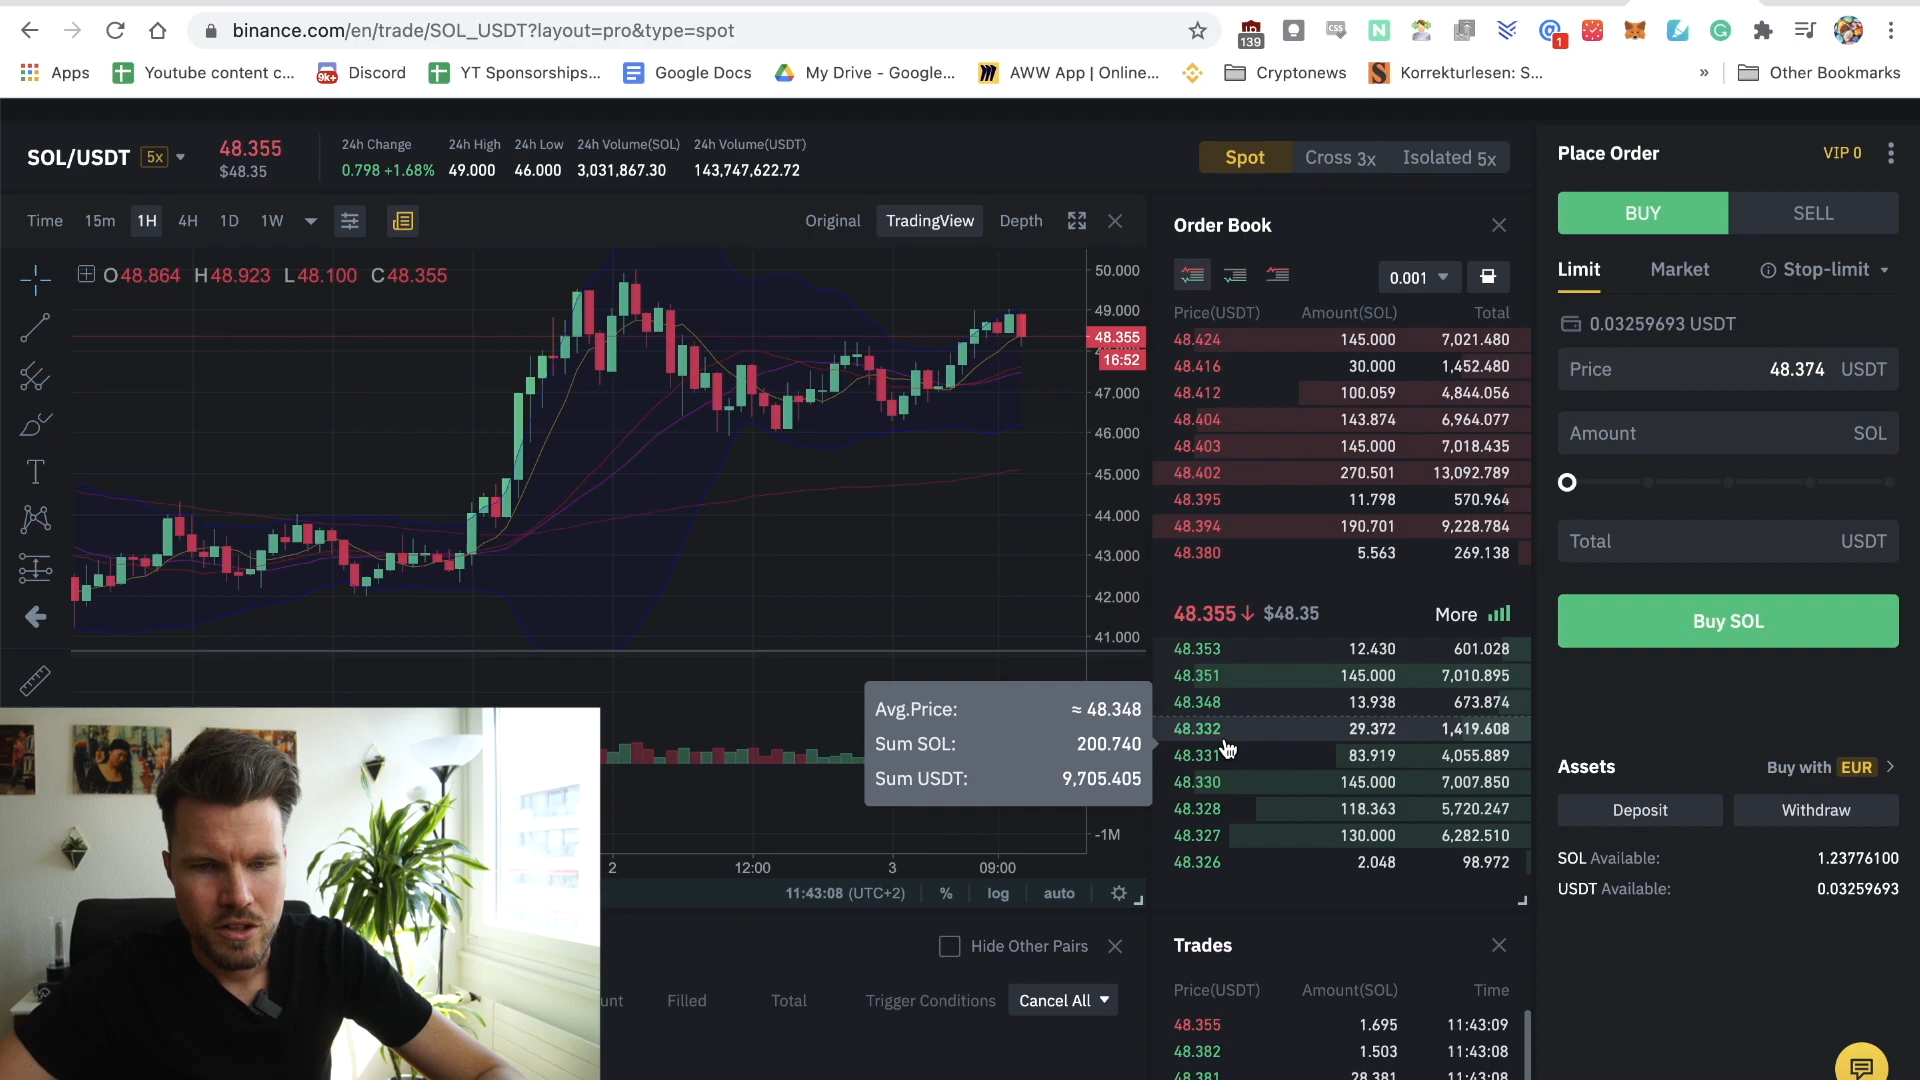 binance.com/en/trade/SOL_USDT?layout=pro&type=spot
139
CSS
N
1
G
Apps
Youtube content c...
9k+
Discord
YT Sponsorships...
Google Docs
My Drive - Google...
AWW App | Online...
Cryptonews
S
Korrekturlesen: S...
»
Other Bookmarks
SOL/USDT 5x
48.355
$48.35
24h Change
0.798 +1.68%
24h High
49.000
24h Low
46.000
24h Volume(SOL)
3,031,867.30
24h Volume(USDT)
143,747,622.72
Spot Cross 3x Isolated 5x
Time 15m 1H 4H 1D 1W
Original TradingView Depth
O48.864 H48.923 L48.100 C48.355
50.000
49.000
48.355
16:52
47.000
46.000
45.000
44.000
43.000
42.000
41.000
-1M
T
2 12:00 3 09:00
11:43:08 (UTC+2) % log auto
Avg.Price: ≈ 48.348
Sum SOL: 200.740
Sum USDT: 9,705.405
Hide Other Pairs
unt Filled Total Trigger Conditions Cancel All
Order Book
0.001
Price(USDT) Amount(SOL) Total
48.424 145.000 7,021.480
48.416 30.000 1,452.480
48.412 100.059 4,844.056
48.404 143.874 6,964.077
48.403 145.000 7,018.435
48.402 270.501 13,092.789
48.395 11.798 570.964
48.394 190.701 9,228.784
48.380 5.563 269.138
48.355↓ $48.35 More
48.353 12.430 601.028
48.351 145.000 7,010.895
48.348 13.938 673.874
48.332 29.372 1,419.608
48.331 83.919 4,055.889
48.330 145.000 7,007.850
48.328 118.363 5,720.247
48.327 130.000 6,282.510
48.326 2.048 98.972
Trades
Price(USDT) Amount(SOL) Time
48.355 1.695 11:43:09
48.382 1.503 11:43:08
48.381 28.381 11:43:08
Place Order VIP 0
BUY SELL
Limit Market Stop-limit
0.03259693 USDT
Price 48.374 USDT
Amount SOL
Total USDT
Buy SOL
Assets Buy with EUR
Deposit Withdraw
SOL Available: 1.23776100
USDT Available: 0.03259693